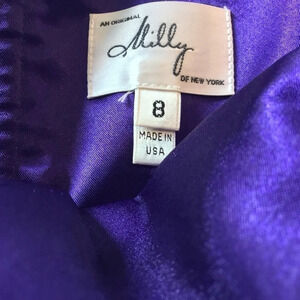 AN ORIGINAL
Milly
OF NEW YORK
8
MADE IN
USA